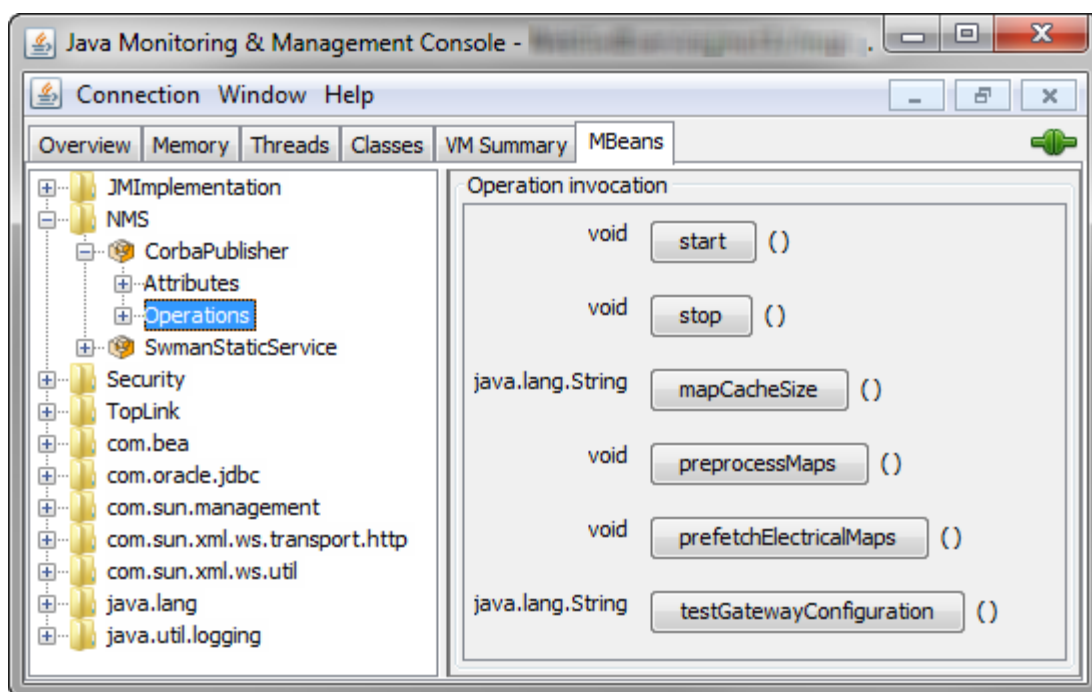 Java Monitoring & Management Console -
Connection Window Help
Overview Memory Threads Classes VM Summary MBeans
JMImplementation
NMS
CorbaPublisher
Attributes
Operations
SwmanStaticService
Security
TopLink
com.bea
com.oracle.jdbc
com.sun.management
com.sun.xml.ws.transport.http
com.sun.xml.ws.util
java.lang
java.util.logging
Operation invocation
void start ()
void stop ()
java.lang.String mapCacheSize ()
void preprocessMaps ()
void prefetchElectricalMaps ()
java.lang.String testGatewayConfiguration ()